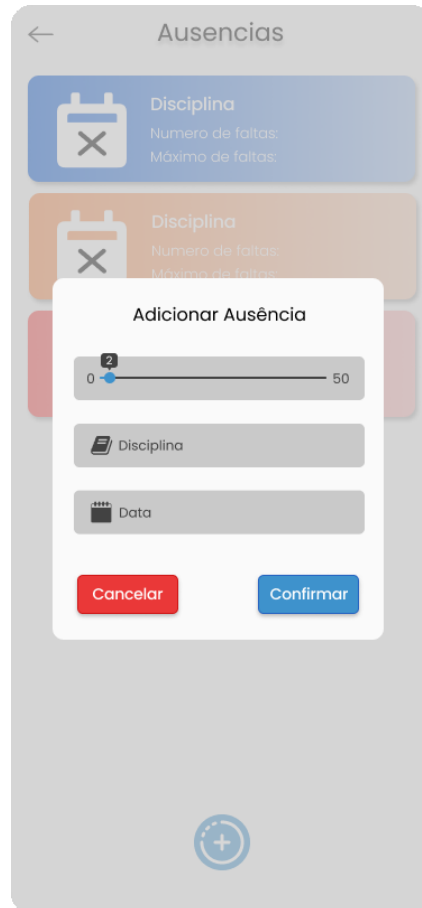 Ausencias
Disciplina
Numero de faltas:
Máximo de faltas:
Disciplina
Numero de faltas:
Máximo de faltas:
Adicionar Ausência
2
0 50
Disciplina
Data
Cancelar Confirmar